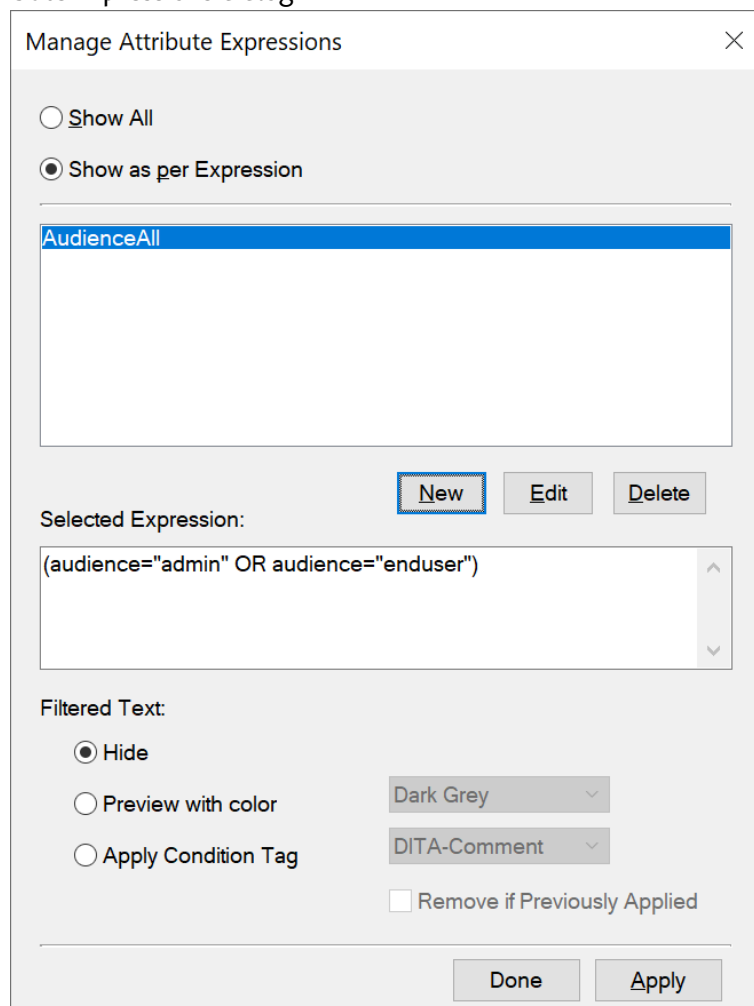 Manage Attribute Expressions
Show All
Show as per Expression
AudienceAll
New Edit Delete
Selected Expression:
(audience="admin" OR audience="enduser")
Filtered Text:
Hide
Preview with color Dark Grey
Apply Condition Tag DITA-Comment
Remove if Previously Applied
Done Apply